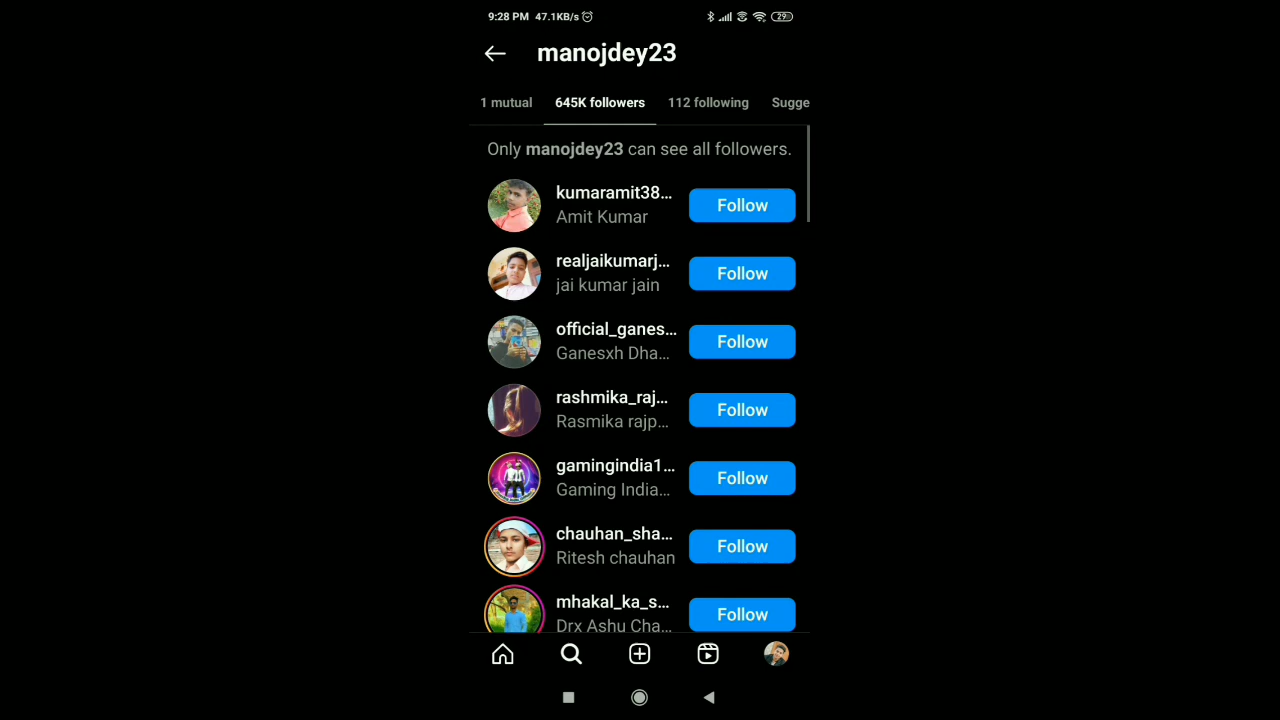 9:28 PM 47.1KB/s 29
manojdey23
1 mutual 645K followers 112 following Sugge
Only manojdey23 can see all followers.
kumaramit38...
Amit Kumar
Follow
realjaikumarj...
jai kumar jain
Follow
official_ganes...
Ganesxh Dha...
Follow
rashmika_raj...
Rasmika rajp...
Follow
gamingindia1...
Gaming India...
Follow
chauhan_sha...
Ritesh chauhan
Follow
mhakal_ka_s...
Drx Ashu Cha...
Follow